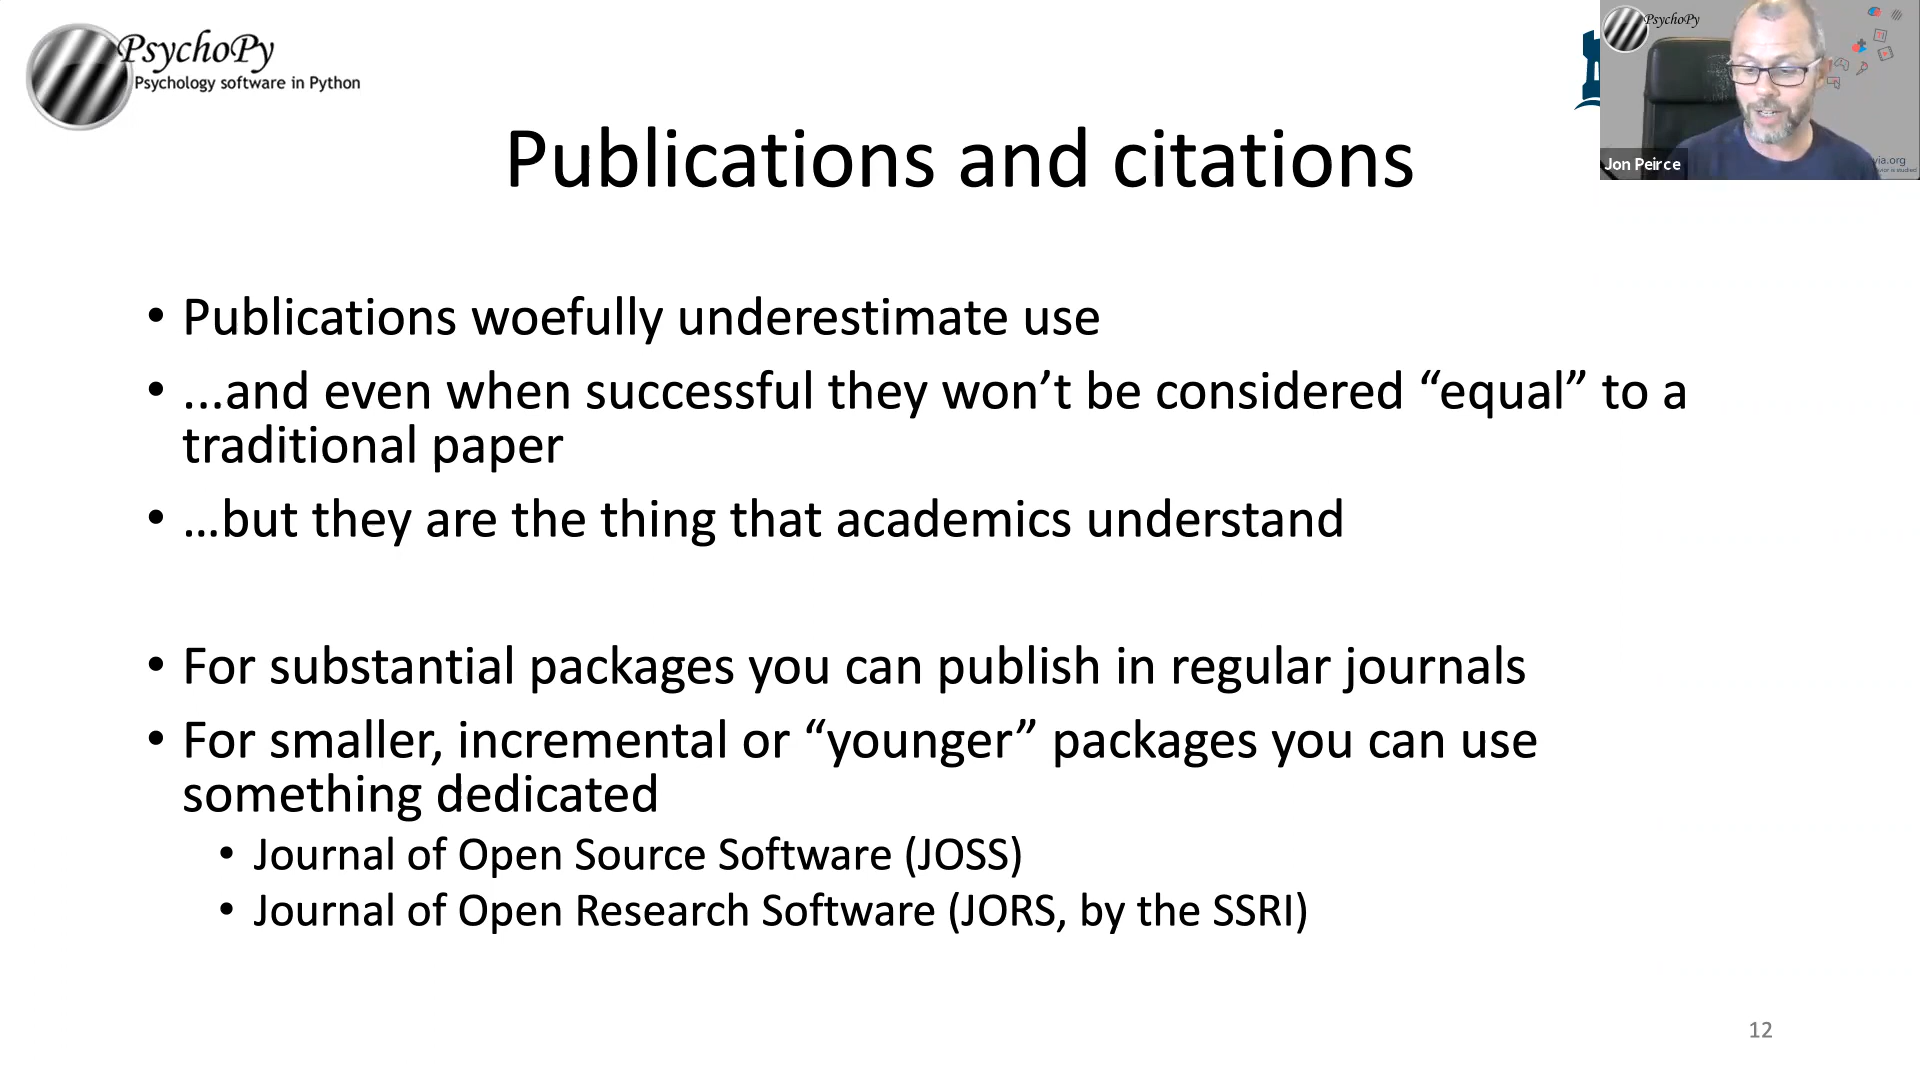 PsychoPy
Psychology software in Python
PsychoPy
Jon Peirce
via.org
Publications and citations
• Publications woefully underestimate use
• ...and even when successful they won’t be considered “equal” to a
traditional paper
• …but they are the thing that academics understand
• For substantial packages you can publish in regular journals
• For smaller, incremental or “younger” packages you can use
something dedicated
• Journal of Open Source Software (JOSS)
• Journal of Open Research Software (JORS, by the SSRI)
12